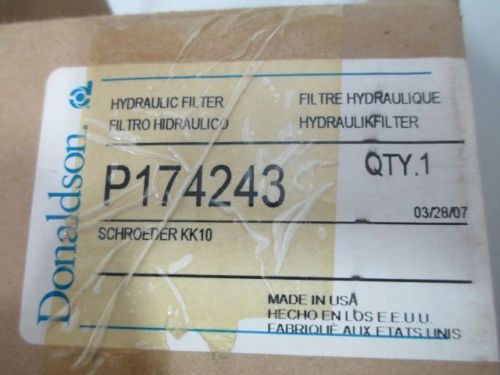 Donaldson.
HYDRAULIC FILTER
FILTRO HIDRAULICO
FILTRE HYDRAULIQUE
HYDRAULIKFILTER
P174243
QTY.1
03/28/07
SCHROEDER KK10
MADE IN USA
HECHO EN LOS E.E.U.U.
FABRIQUÉ AUX ETATS UNIS